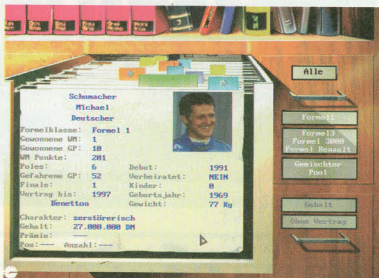 Alle
Schumacher
Michael
Deutscher
Formelklasse: Formel 1
Gewonnene WM: 1
Gewonnene GP: 10
WM Punkte: 201
Poles: 6
Gefahrene GP: 52
Finale: 1
Vertrag bis: 1997
Benetton
Debut: 1991
Verheiratet: NEIN
Kinder: 0
Geburtsjahr: 1969
Gewicht: 77 Kg
Charakter: zerstörerisch
Gehalt: 27.000.000 DM
Prämie: ---
Pos:--- Anzahl:---
Formel1
Formel3
Formel 3000
Formel Renault
Gemischter
Pool
Gehalt
Ohne Vertrag